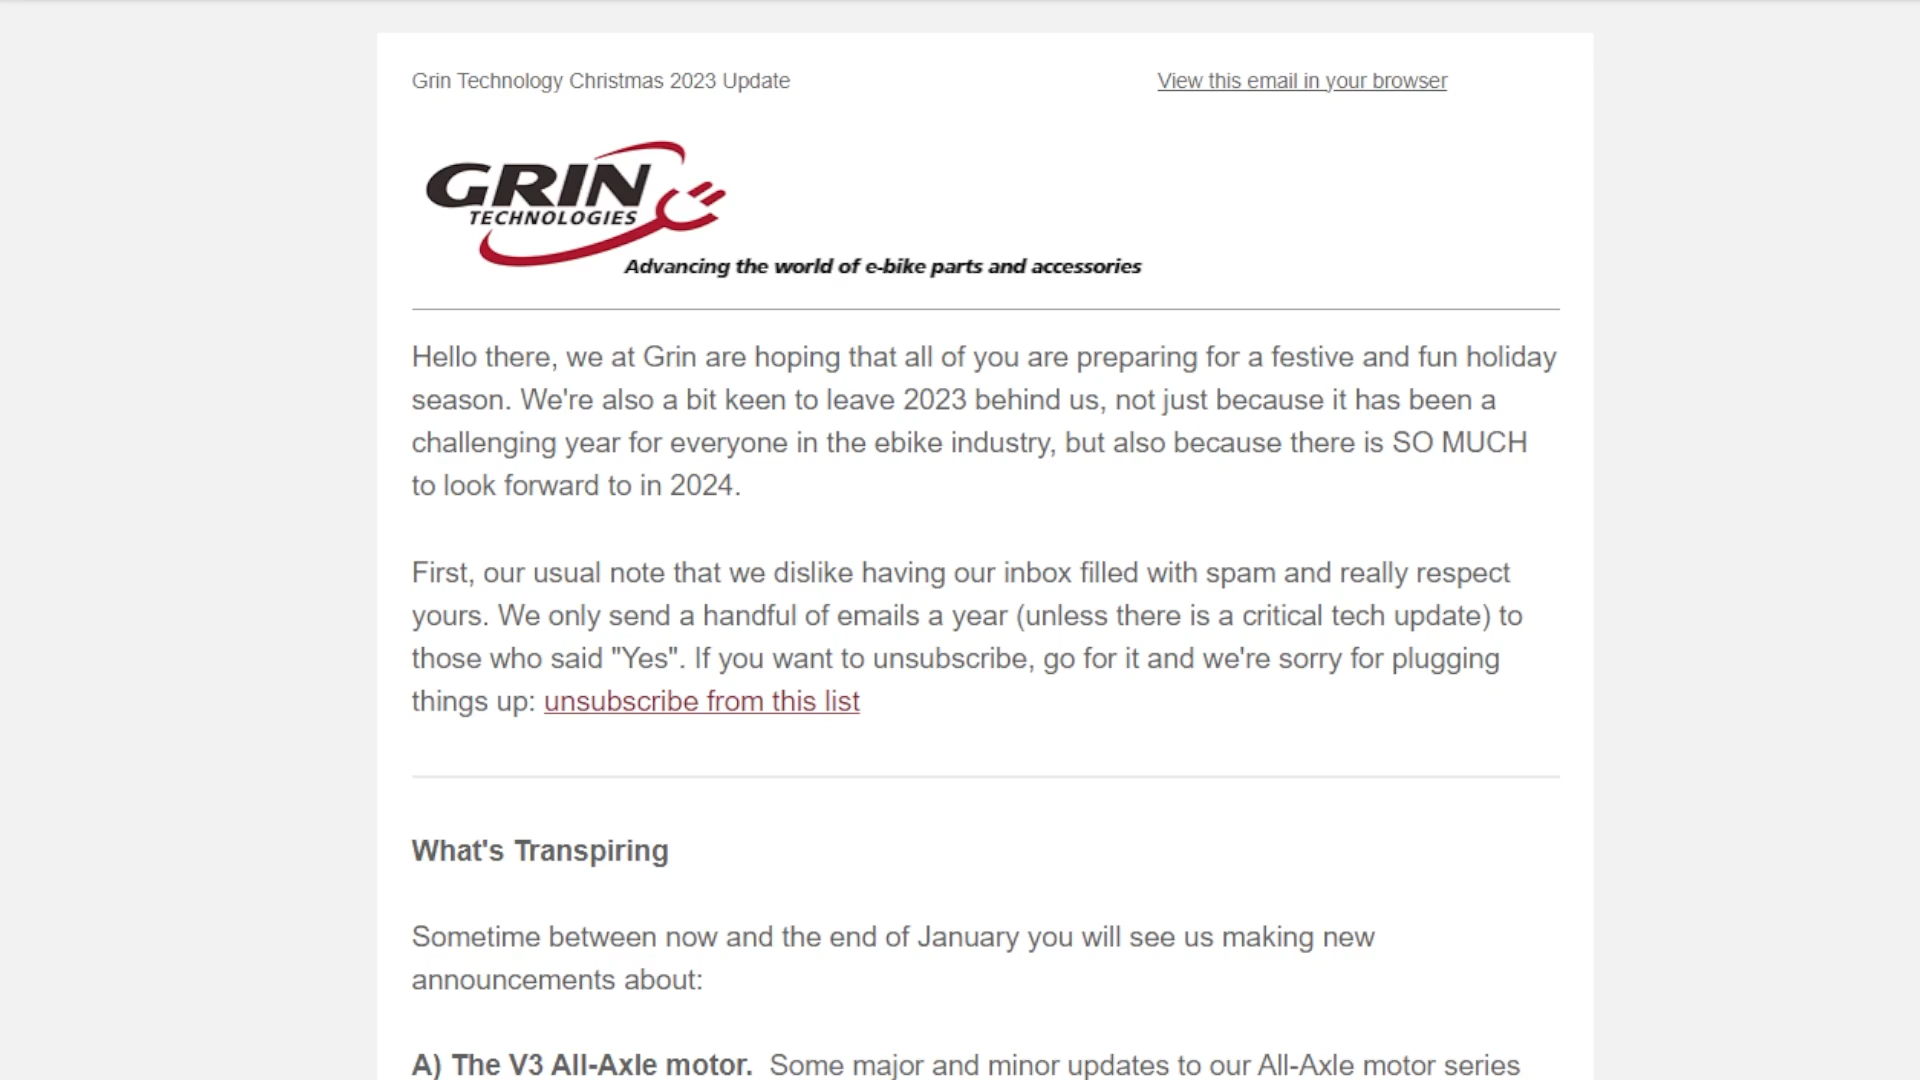 Grin Technology Christmas 2023 Update
View this email in your browser
GRIN
TECHNOLOGIES
Advancing the world of e-bike parts and accessories
Hello there, we at Grin are hoping that all of you are preparing for a festive and fun holiday
season. We're also a bit keen to leave 2023 behind us, not just because it has been a
challenging year for everyone in the ebike industry, but also because there is SO MUCH
to look forward to in 2024.
First, our usual note that we dislike having our inbox filled with spam and really respect
yours. We only send a handful of emails a year (unless there is a critical tech update) to
those who said "Yes". If you want to unsubscribe, go for it and we're sorry for plugging
things up: unsubscribe from this list
What's Transpiring
Sometime between now and the end of January you will see us making new
announcements about:
A) The V3 All-Axle motor. Some major and minor updates to our All-Axle motor series